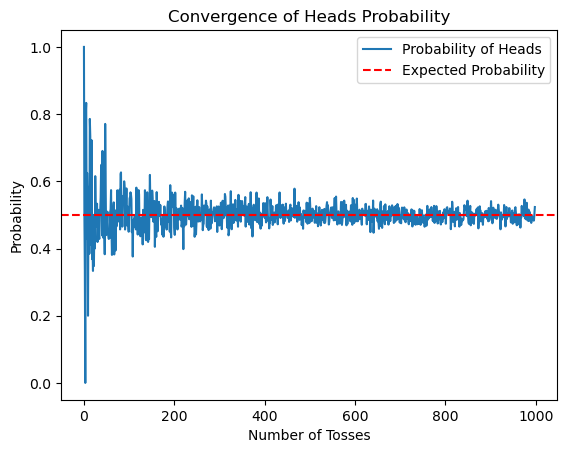 Convergence of Heads Probability
Probability of Heads
Expected Probability
1.0
0.8
0.6
0.4
0.2
0.0
Probability
0
200
400
600
800
1000
Number of Tosses